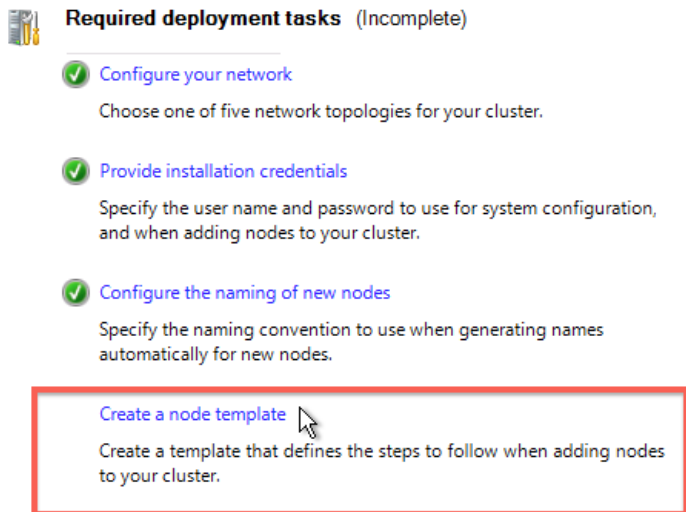 Required deployment tasks (Incomplete)
Configure your network
Choose one of five network topologies for your cluster.
Provide installation credentials
Specify the user name and password to use for system configuration,
and when adding nodes to your cluster.
Configure the naming of new nodes
Specify the naming convention to use when generating names
automatically for new nodes.
Create a node template
Create a template that defines the steps to follow when adding nodes
to your cluster.